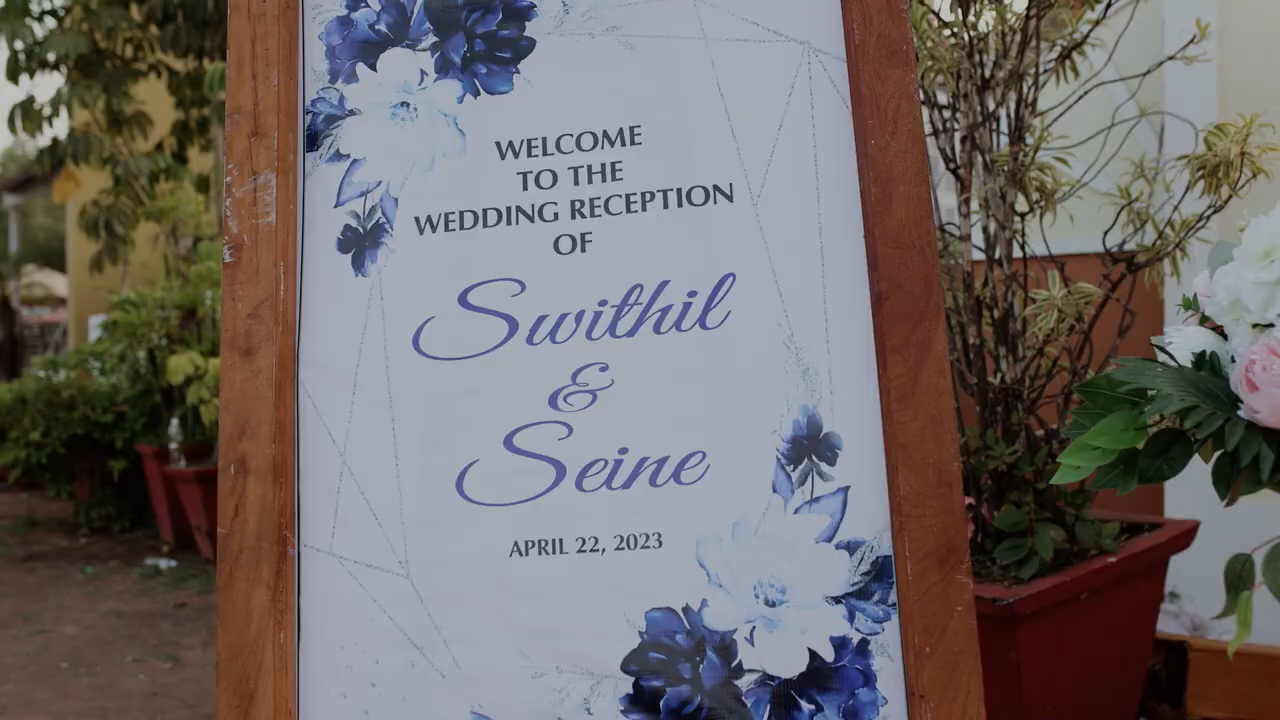 WELCOME
TO THE
WEDDING RECEPTION
OF
Swithil
&
Seine
APRIL 22, 2023